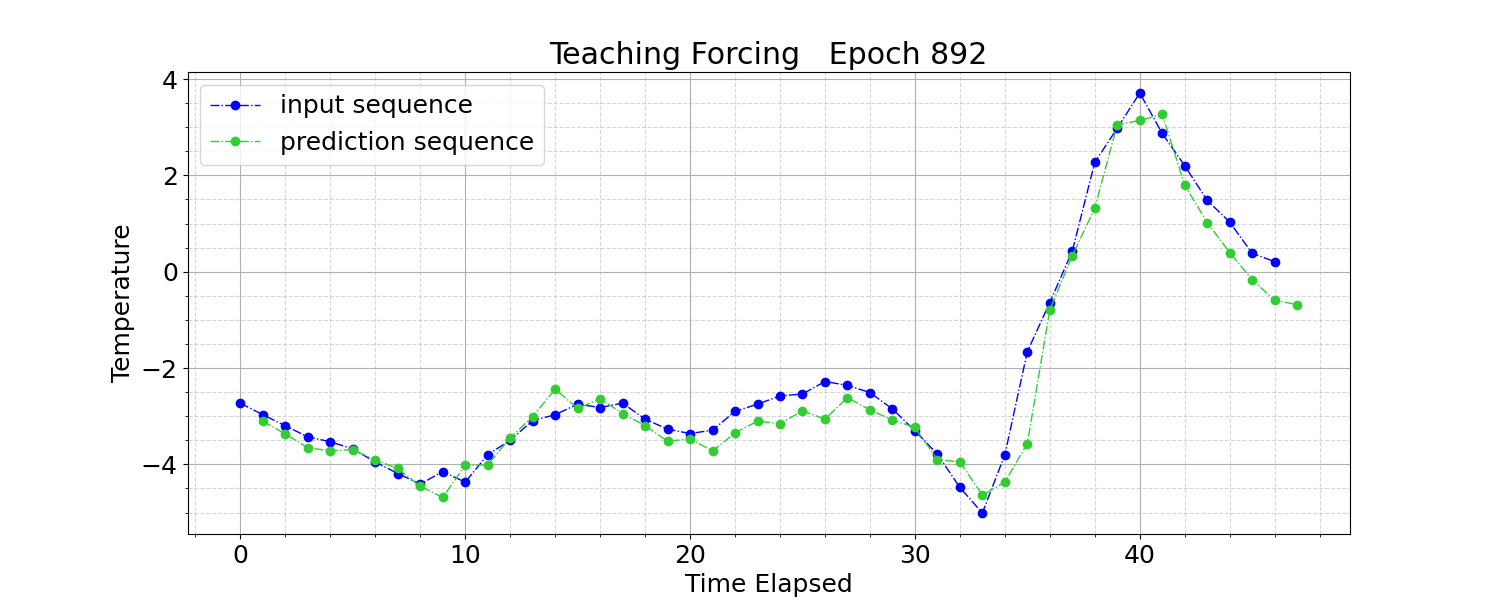 Teaching Forcing   Epoch 892
input sequence
prediction sequence
Temperature
4
2
0
−2
−4
0 10 20 30 40
Time Elapsed